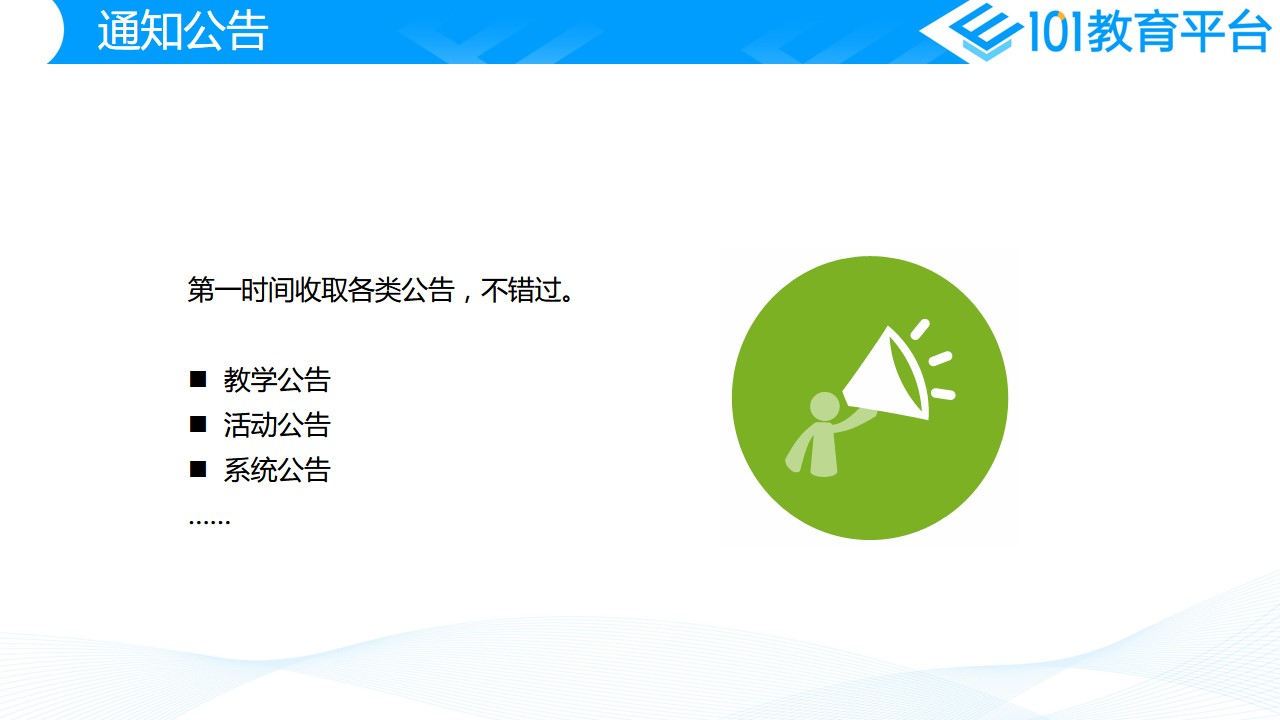 通知公告
101教育平台
第一时间收取各类公告，不错过。
■ 教学公告
■ 活动公告
■ 系统公告
……